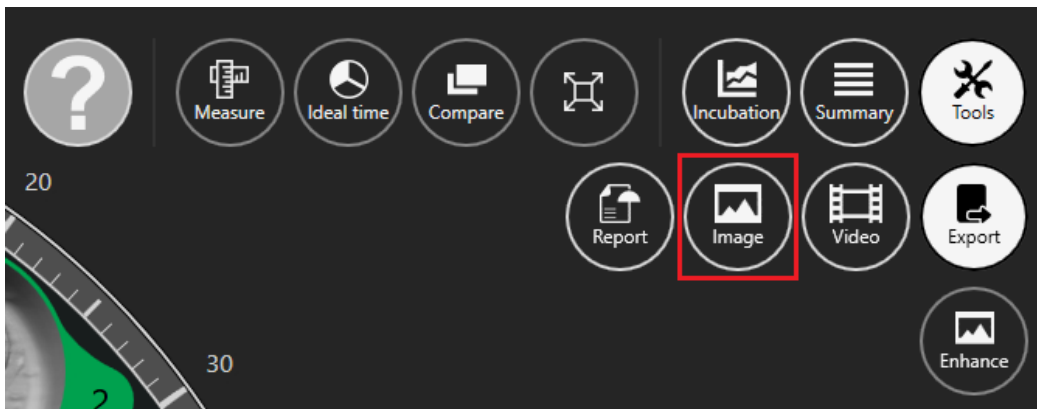 ?
Measure
Ideal time
Compare
Incubation
Summary
Tools
20
Report
Image
Video
Export
30
Enhance
2